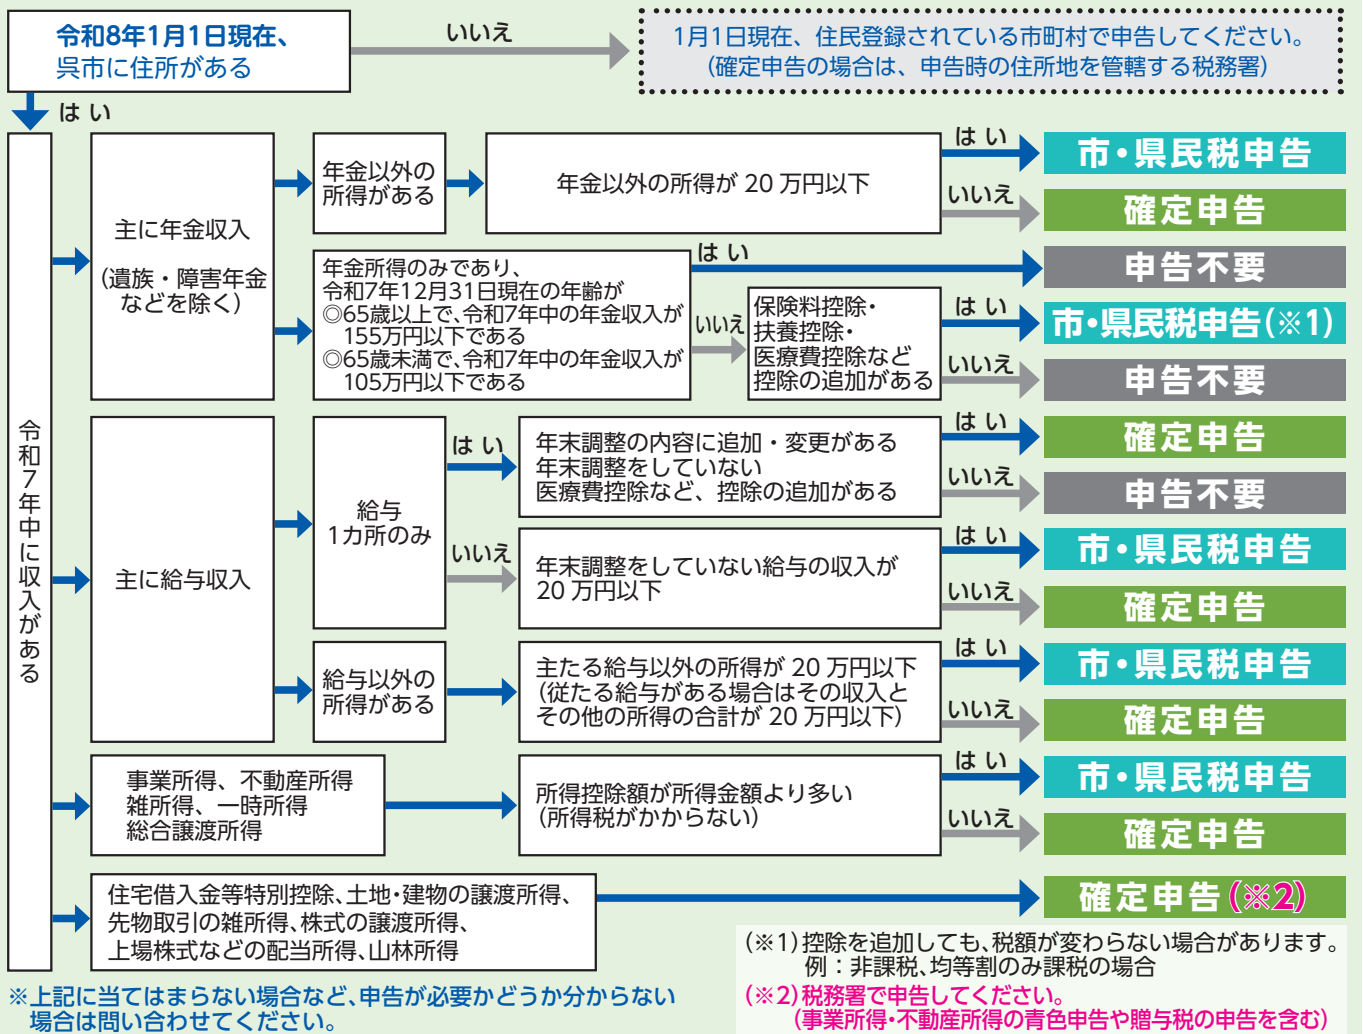 令和8年1月1日現在、
呉市に住所がある
いいえ
1月1日現在、住民登録されている市町村で申告してください。
（確定申告の場合は、申告時の住所地を管轄する税務署）
はい
令和7年中に収入がある
主に年金収入
（遺族・障害年金
などを除く）
年金以外の
所得がある
年金以外の所得が 20 万円以下
はい
市・県民税申告
いいえ
確定申告
年金所得のみであり、
令和7年12月31日現在の年齢が
◎65歳以上で、令和7年中の年金収入が
155万円以下である
◎65歳未満で、令和7年中の年金収入が
105万円以下である
はい
申告不要
いいえ
保険料控除・
扶養控除・
医療費控除など
控除の追加がある
はい
市・県民税申告（※1）
いいえ
申告不要
主に給与収入
給与
1カ所のみ
はい
年末調整の内容に追加・変更がある
年末調整をしていない
医療費控除など、控除の追加がある
はい
確定申告
いいえ
申告不要
いいえ
年末調整をしていない給与の収入が
20 万円以下
はい
市・県民税申告
いいえ
確定申告
給与以外の
所得がある
主たる給与以外の所得が 20 万円以下
（従たる給与がある場合はその収入と
その他の所得の合計が 20 万円以下）
はい
市・県民税申告
いいえ
確定申告
事業所得、不動産所得
雑所得、一時所得
総合譲渡所得
所得控除額が所得金額より多い
（所得税がかからない）
はい
市・県民税申告
いいえ
確定申告
住宅借入金等特別控除、土地・建物の譲渡所得、
先物取引の雑所得、株式の譲渡所得、
上場株式などの配当所得、山林所得
確定申告（※2）
（※1）控除を追加しても、税額が変わらない場合があります。
例：非課税、均等割のみ課税の場合
（※2）税務署で申告してください。
（事業所得・不動産所得の青色申告や贈与税の申告を含む）
※上記に当てはまらない場合など、申告が必要かどうか分からない
場合は問い合わせてください。